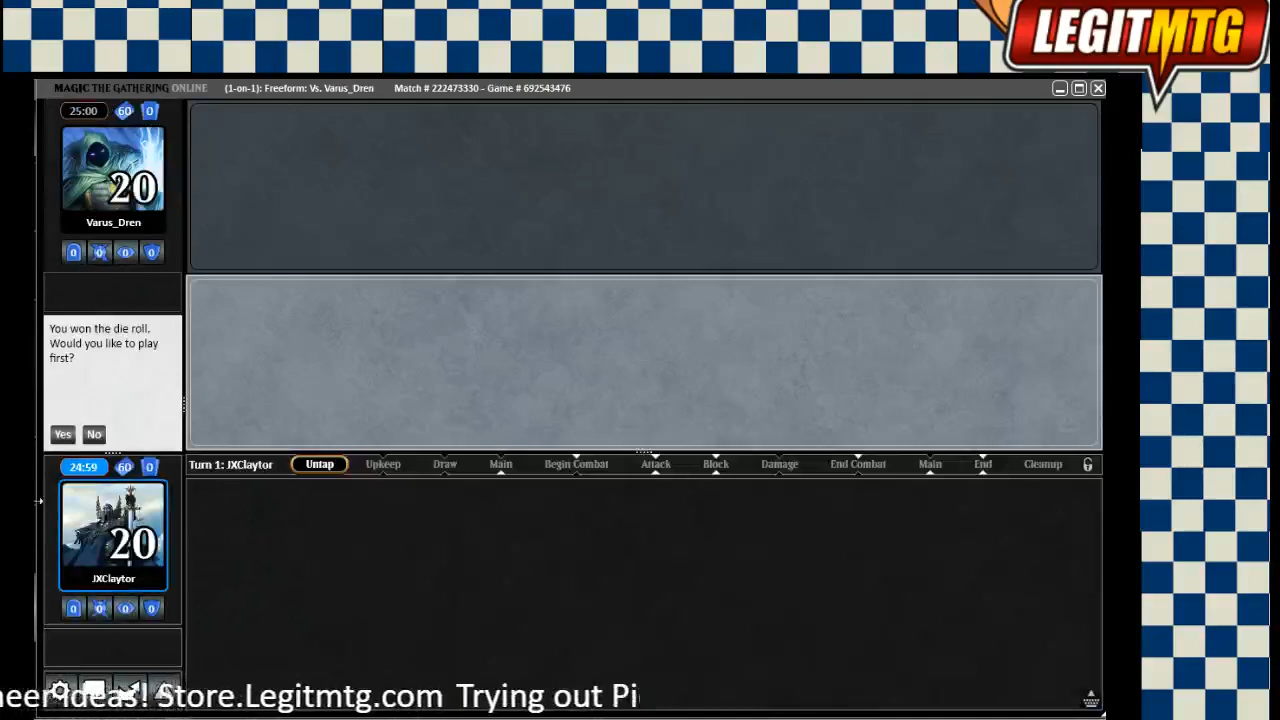 LEGITMTG
MAGIC THE GATHERING ONLINE (1-on-1): Freeform: Vs. Varus_Dren Match # 222473330 - Game # 692543476
25:00 60 0
20
Varus_Dren
0 0 0 0
You won the die roll.
Would you like to play
first?
Yes No
24:59 60 0
Turn 1: JXClaytor Untap Upkeep Draw Main Begin Combat Attack Block Damage End Combat Main End Cleanup
20
JXClaytor
0 0 0 0
neer Ideas! Store.Legitmtg.com Trying out Pi